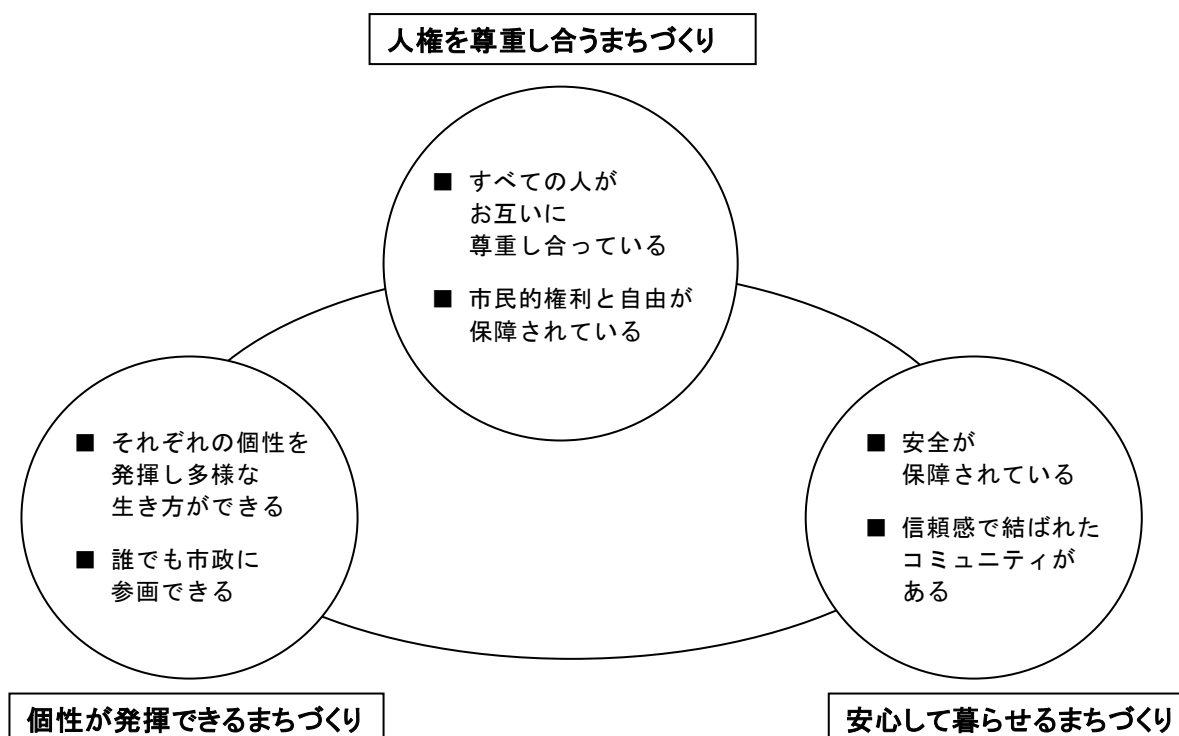 人権を尊重し合うまちづくり
■ すべての人が
お互いに
尊重し合っている
■ 市民的権利と自由が
保障されている
■ それぞれの個性を
発揮し多様な
生き方ができる
■ 誰でも市政に
参画できる
■ 安全が
保障されている
■ 信頼感で結ばれた
コミュニティが
ある
個性が発揮できるまちづくり
安心して暮らせるまちづくり